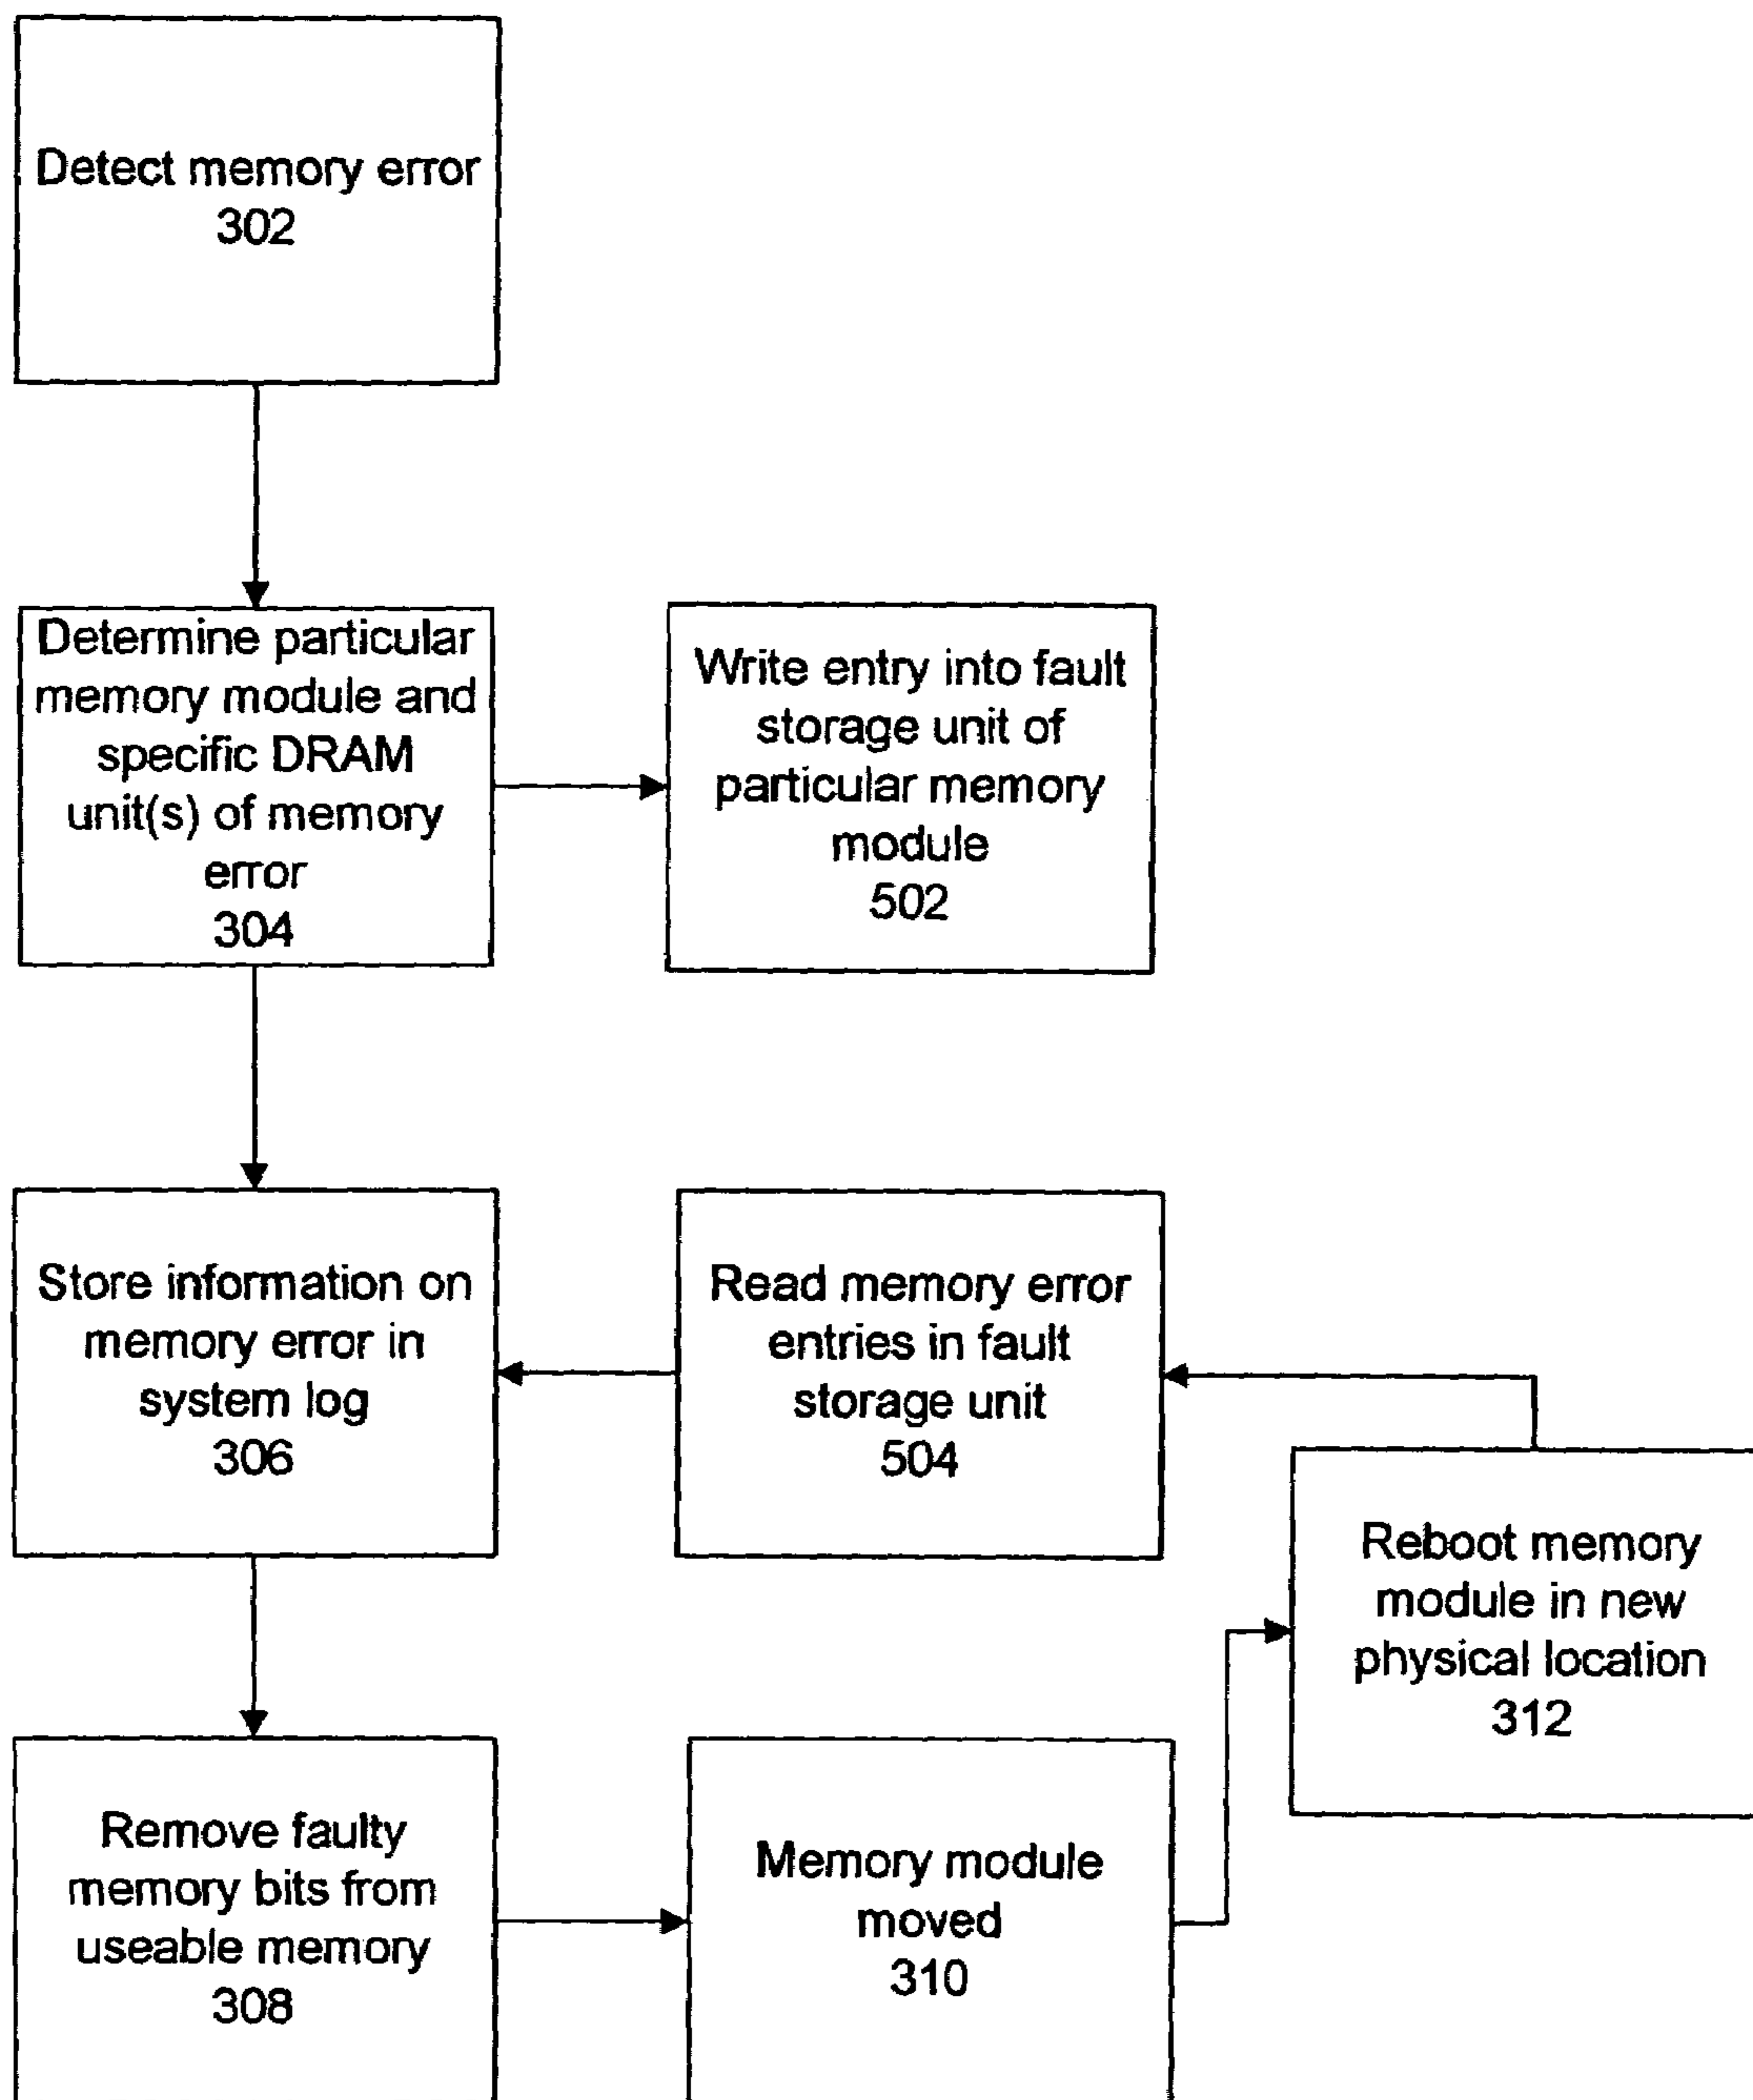 Detect memory error
302
Determine particular
memory module and
specific DRAM
unit(s) of memory
error
304
Write entry into fault
storage unit of
particular memory
module
502
Store information on
memory error in
system log
306
Read memory error
entries in fault
storage unit
504
Reboot memory
module in new
physical location
312
Remove faulty
memory bits from
useable memory
308
Memory module
moved
310